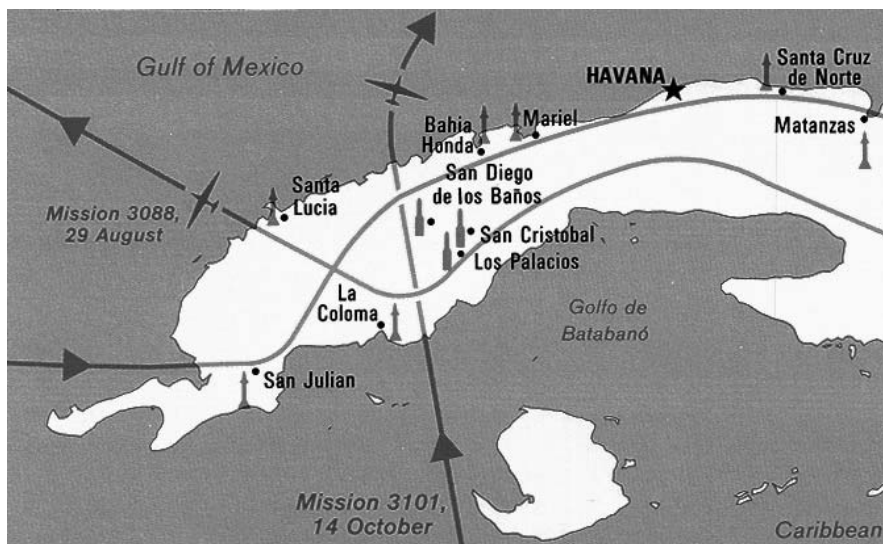 Gulf of Mexico
HAVANA
Santa Cruz
de Norte
Bahia
Honda
Mariel
Matanzas
San Diego
de los Baños
Santa
Lucia
Mission 3088,
29 August
San Cristobal
Los Palacios
La
Coloma
Golfo de
Batabanó
San Julian
Mission 3101,
14 October
Caribbean